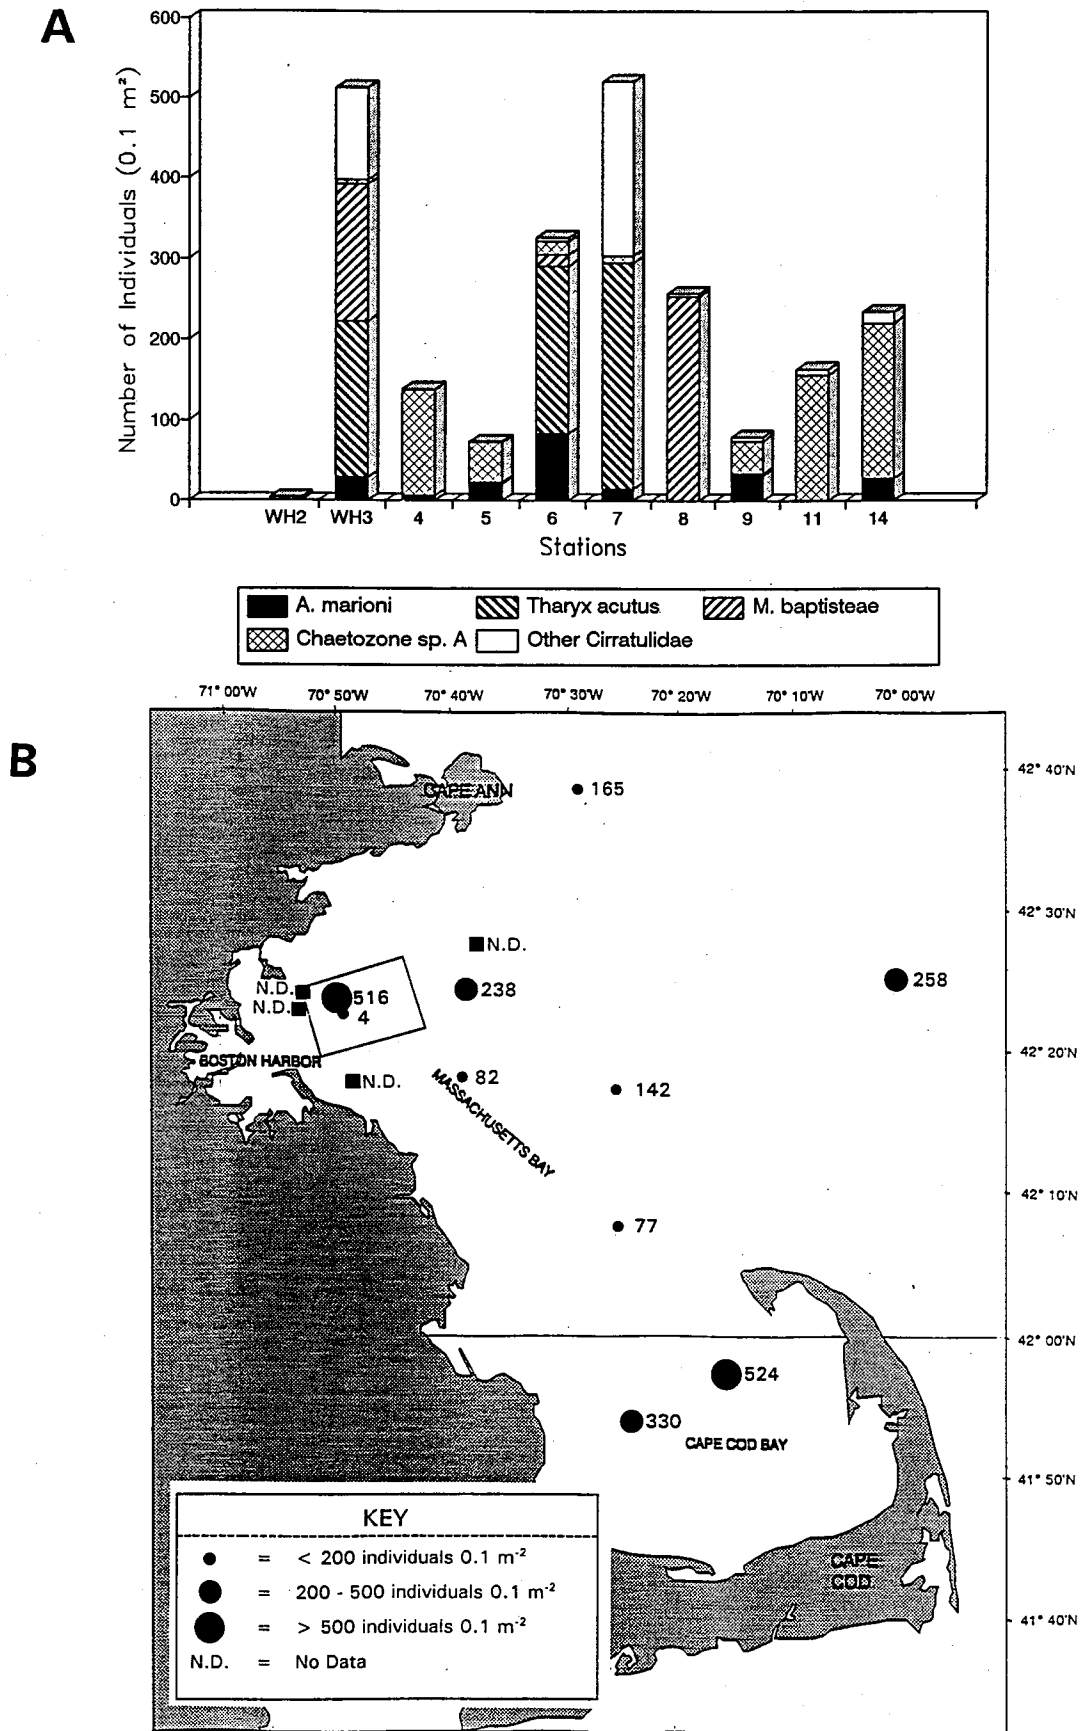 A
Number of Individuals (0.1 m²)
600
500
400
300
200
100
0
WH2 WH3 4 5 6 7 8 9 11 14
Stations
A. marioni Tharyx acutus M. baptisteae
Chaetozone sp. A Other Cirratulidae
B
71° 00'W 70° 50'W 70° 40'W 70° 30'W 70° 20'W 70° 10'W 70° 00'W
42° 40'N
CAPE ANN
165
42° 30'N
N.D.
258
238
N.D.
516
N.D.
4
42° 20'N
BOSTON HARBOR
N.D.
82
142
MASSACHUSETTS BAY
42° 10'N
77
42° 00'N
524
330
CAPE COD BAY
41° 50'N
CAPE
COD
41° 40'N
KEY
= < 200 individuals 0.1 m-2
= 200 - 500 individuals 0.1 m-2
= > 500 individuals 0.1 m-2
N.D. = No Data